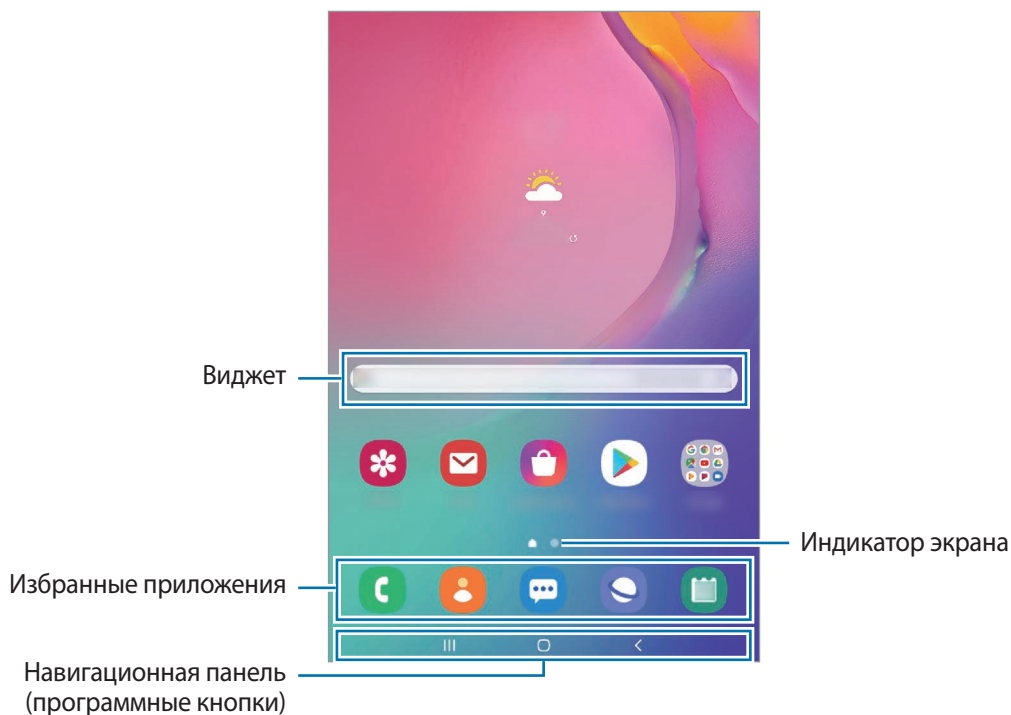 Виджет
Индикатор экрана
Избранные приложения
Навигационная панель
(программные кнопки)